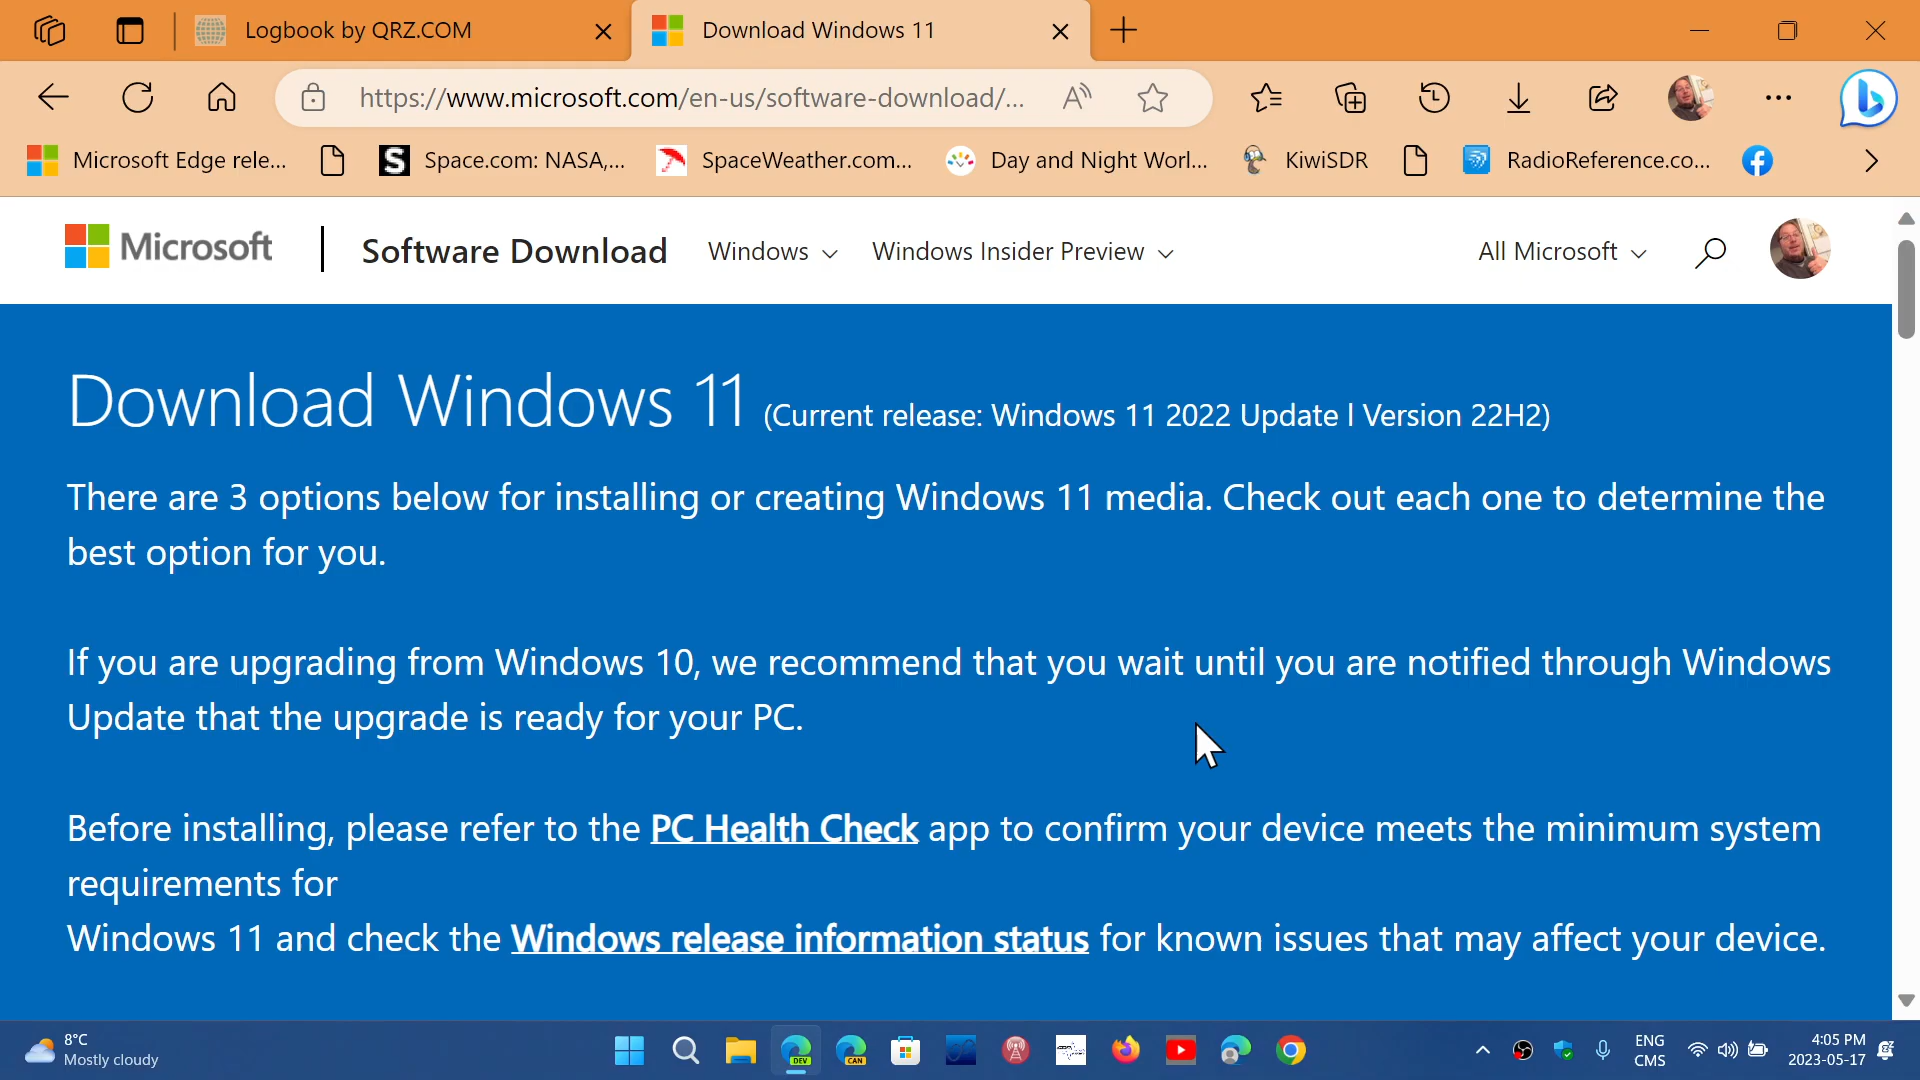 Logbook by QRZ.COM
Download Windows 11
https://www.microsoft.com/en-us/software-download/...
Microsoft Edge rele...
Space.com: NASA,...
SpaceWeather.com...
Day and Night Worl...
KiwiSDR
RadioReference.co...
Microsoft
Software Download
Windows
Windows Insider Preview
All Microsoft
Download Windows 11 (Current release: Windows 11 2022 Update l Version 22H2)
There are 3 options below for installing or creating Windows 11 media. Check out each one to determine the
best option for you.
If you are upgrading from Windows 10, we recommend that you wait until you are notified through Windows
Update that the upgrade is ready for your PC.
Before installing, please refer to the PC Health Check app to confirm your device meets the minimum system
requirements for
Windows 11 and check the Windows release information status for known issues that may affect your device.
8°C
Mostly cloudy
DEV
CAN
ENG
CMS
4:05 PM
2023-05-17